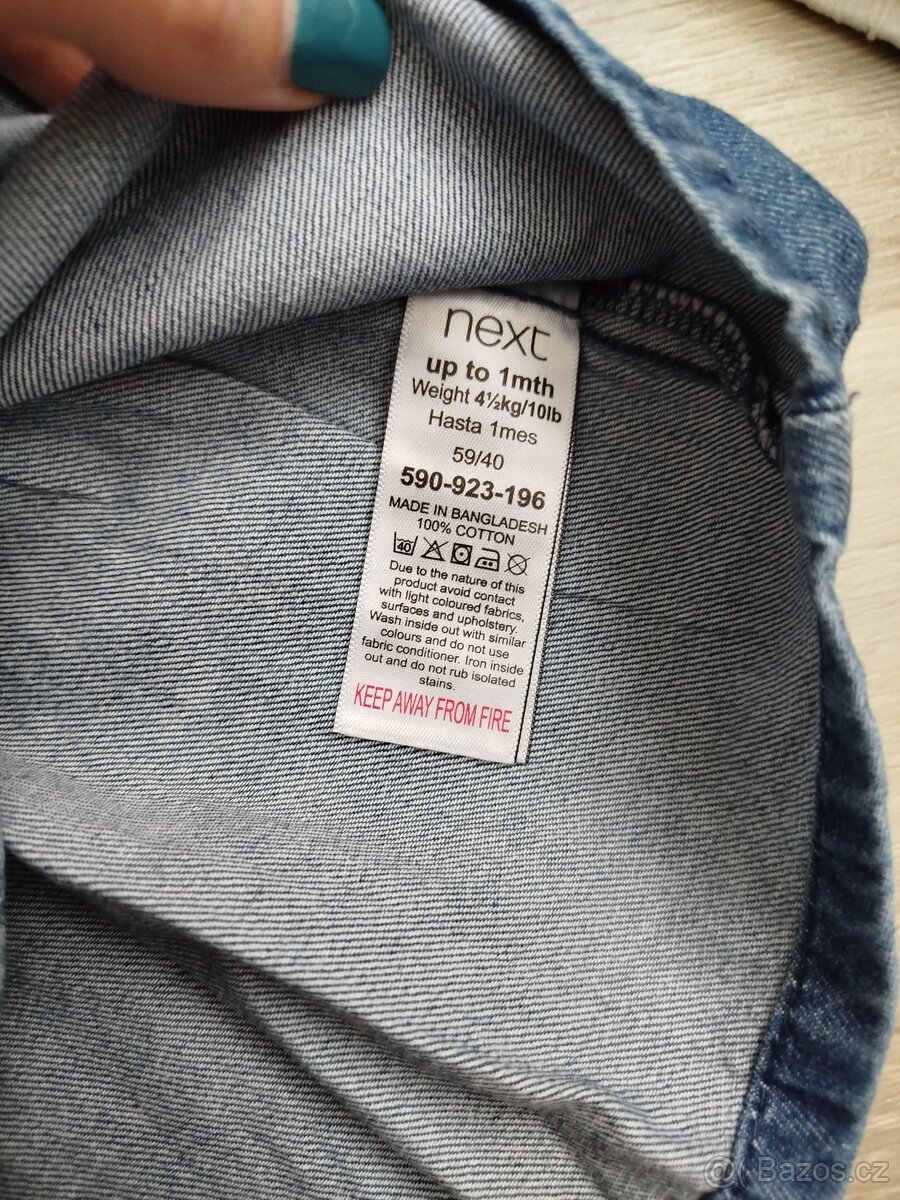 next
up to 1mth
Weight 4½kg/10lb
Hasta 1mes
59/40
590-923-196
MADE IN BANGLADESH
100% COTTON
40
Due to the nature of this
product avoid contact
with light coloured fabrics,
surfaces and upholstery.
Wash inside out with similar
colours and do not use
fabric conditioner. Iron inside
out and do not rub isolated
stains.
KEEP AWAY FROM FIRE
@( Bazos.cz